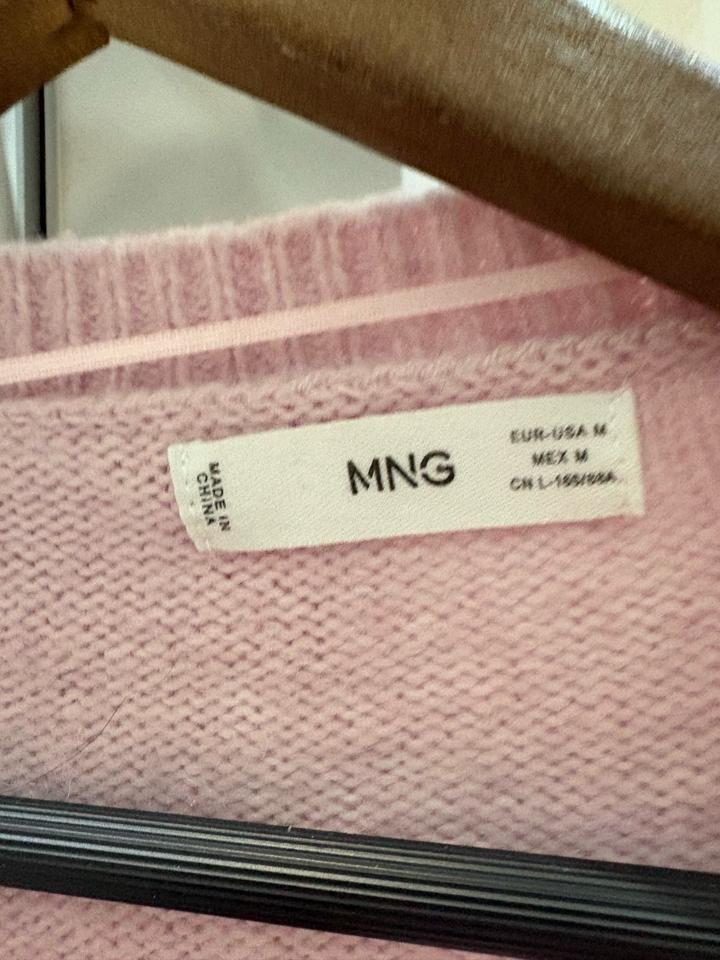 MADE IN
CHINA
MNG
EUR-USA M
MEX M
CN L-165/88A